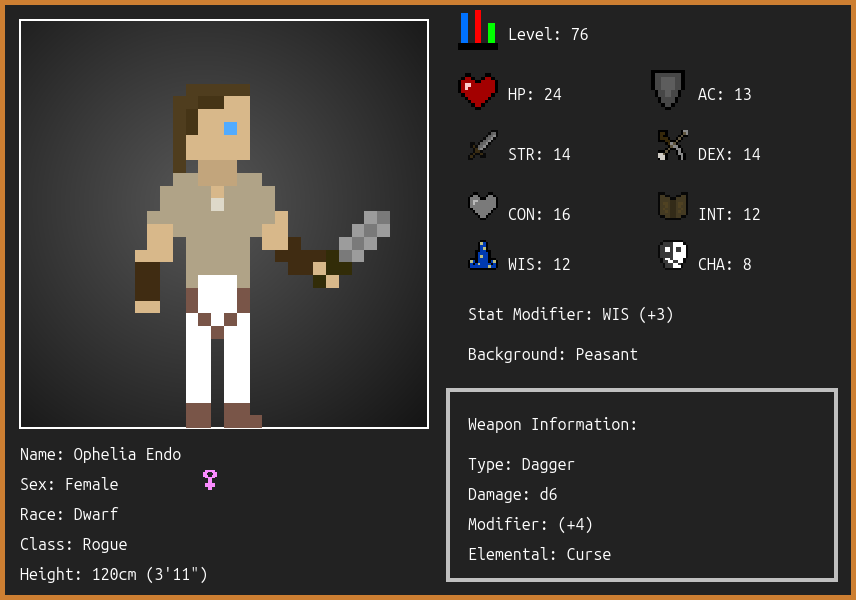 Level: 76
HP: 24
AC: 13
STR: 14
DEX: 14
CON: 16
INT: 12
WIS: 12
CHA: 8
Stat Modifier: WIS (+3)
Background: Peasant
Weapon Information:
Type: Dagger
Damage: d6
Modifier: (+4)
Elemental: Curse
Name: Ophelia Endo
Sex: Female
Race: Dwarf
Class: Rogue
Height: 120cm (3'11")